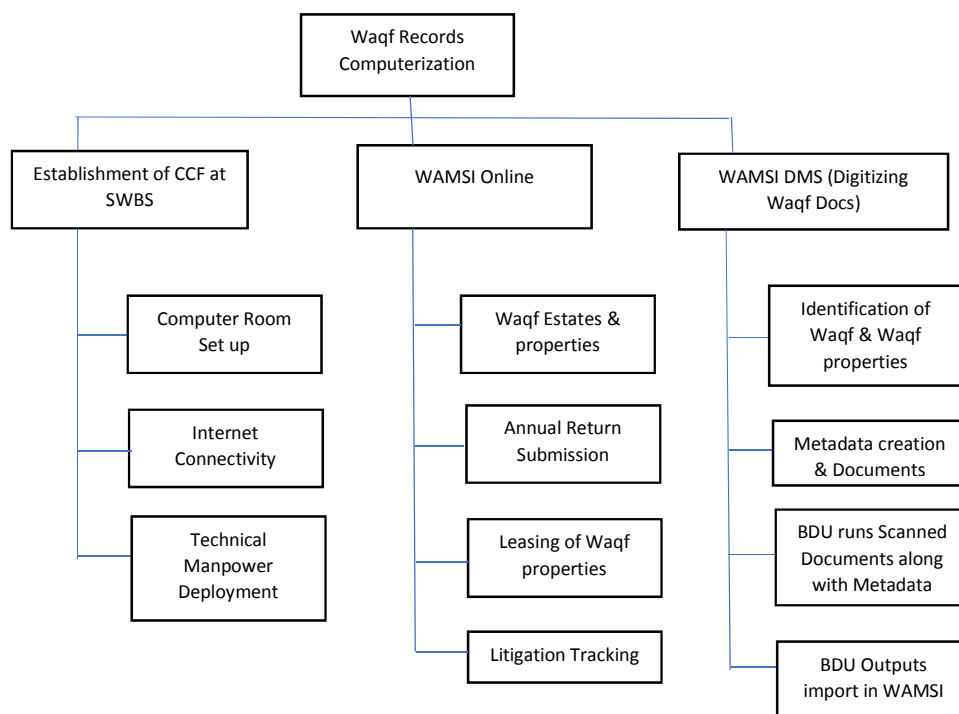 Waqf Records
Computerization
Establishment of CCF at
SWBS
WAMSI Online
WAMSI DMS (Digitizing
Waqf Docs)
Computer Room
Set up
Internet
Connectivity
Technical
Manpower
Deployment
Waqf Estates &
properties
Annual Return
Submission
Leasing of Waqf
properties
Litigation Tracking
Identification of
Waqf & Waqf
properties
Metadata creation
& Documents
BDU runs Scanned
Documents along
with Metadata
BDU Outputs
import in WAMSI